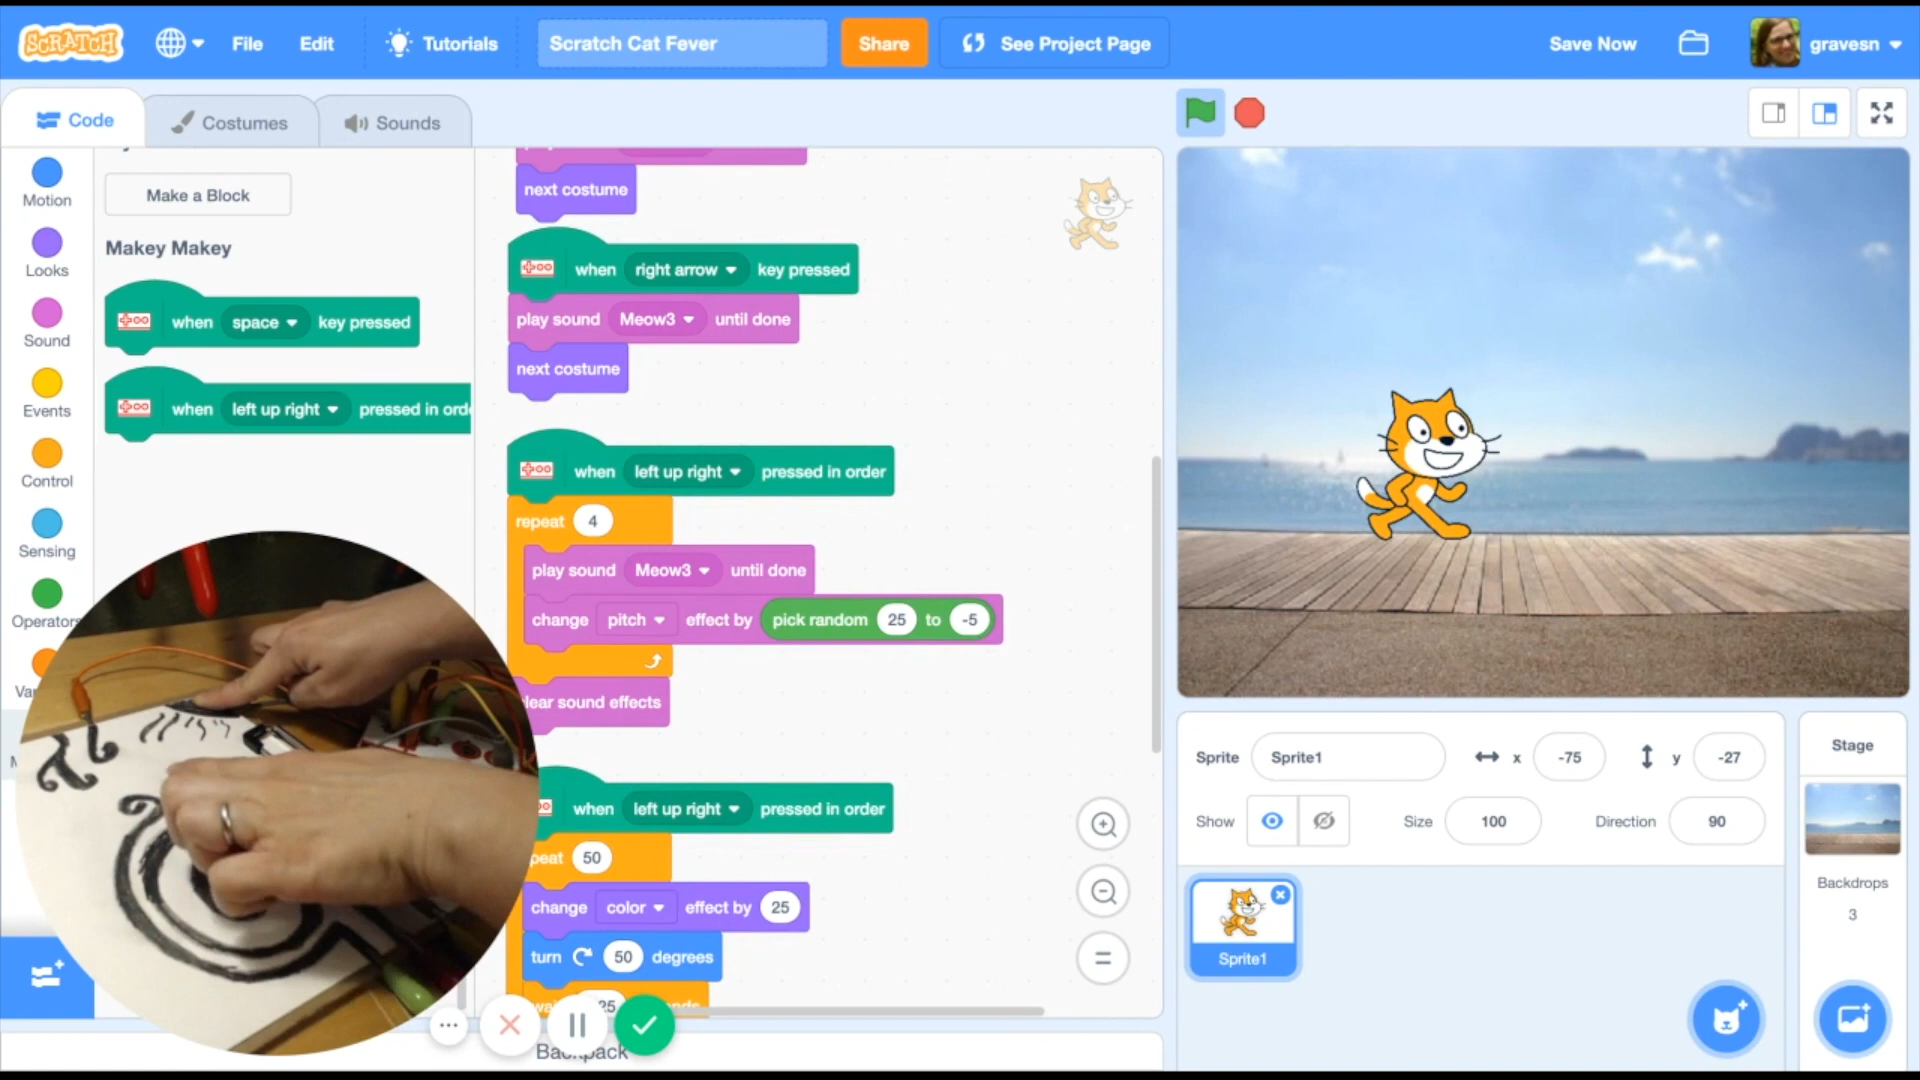 SCRATCH
File
Edit
Tutorials
Scratch Cat Fever
Share
See Project Page
Save Now
gravesn
Code
Costumes
Sounds
Motion
Looks
Sound
Events
Control
Sensing
Operators
Make a Block
Makey Makey
when space key pressed
when left up right pressed in orde
next costume
when right arrow key pressed
play sound Meow3 until done
next costume
when left up right pressed in order
repeat 4
play sound Meow3 until done
change pitch effect by pick random 25 to -5
clear sound effects
when left up right pressed in order
repeat 50
change color effect by 25
turn 50 degrees
Backpack
Sprite Sprite1 x -75 y -27
Show Size 100 Direction 90
Sprite1
Stage
Backdrops
3